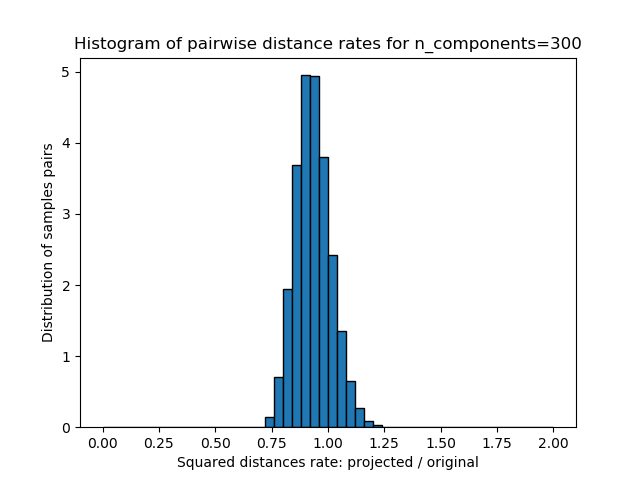 Histogram of pairwise distance rates for n_components=300
Distribution of samples pairs
5
4
3
2
1
0
0.00 0.25 0.50 0.75 1.00 1.25 1.50 1.75 2.00
Squared distances rate: projected / original